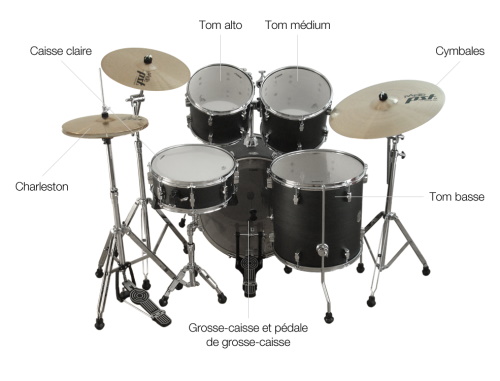 Tom alto
Tom médium
Caisse claire
Cymbales
Charleston
Tom basse
Grosse-caisse et pédale
de grosse-caisse